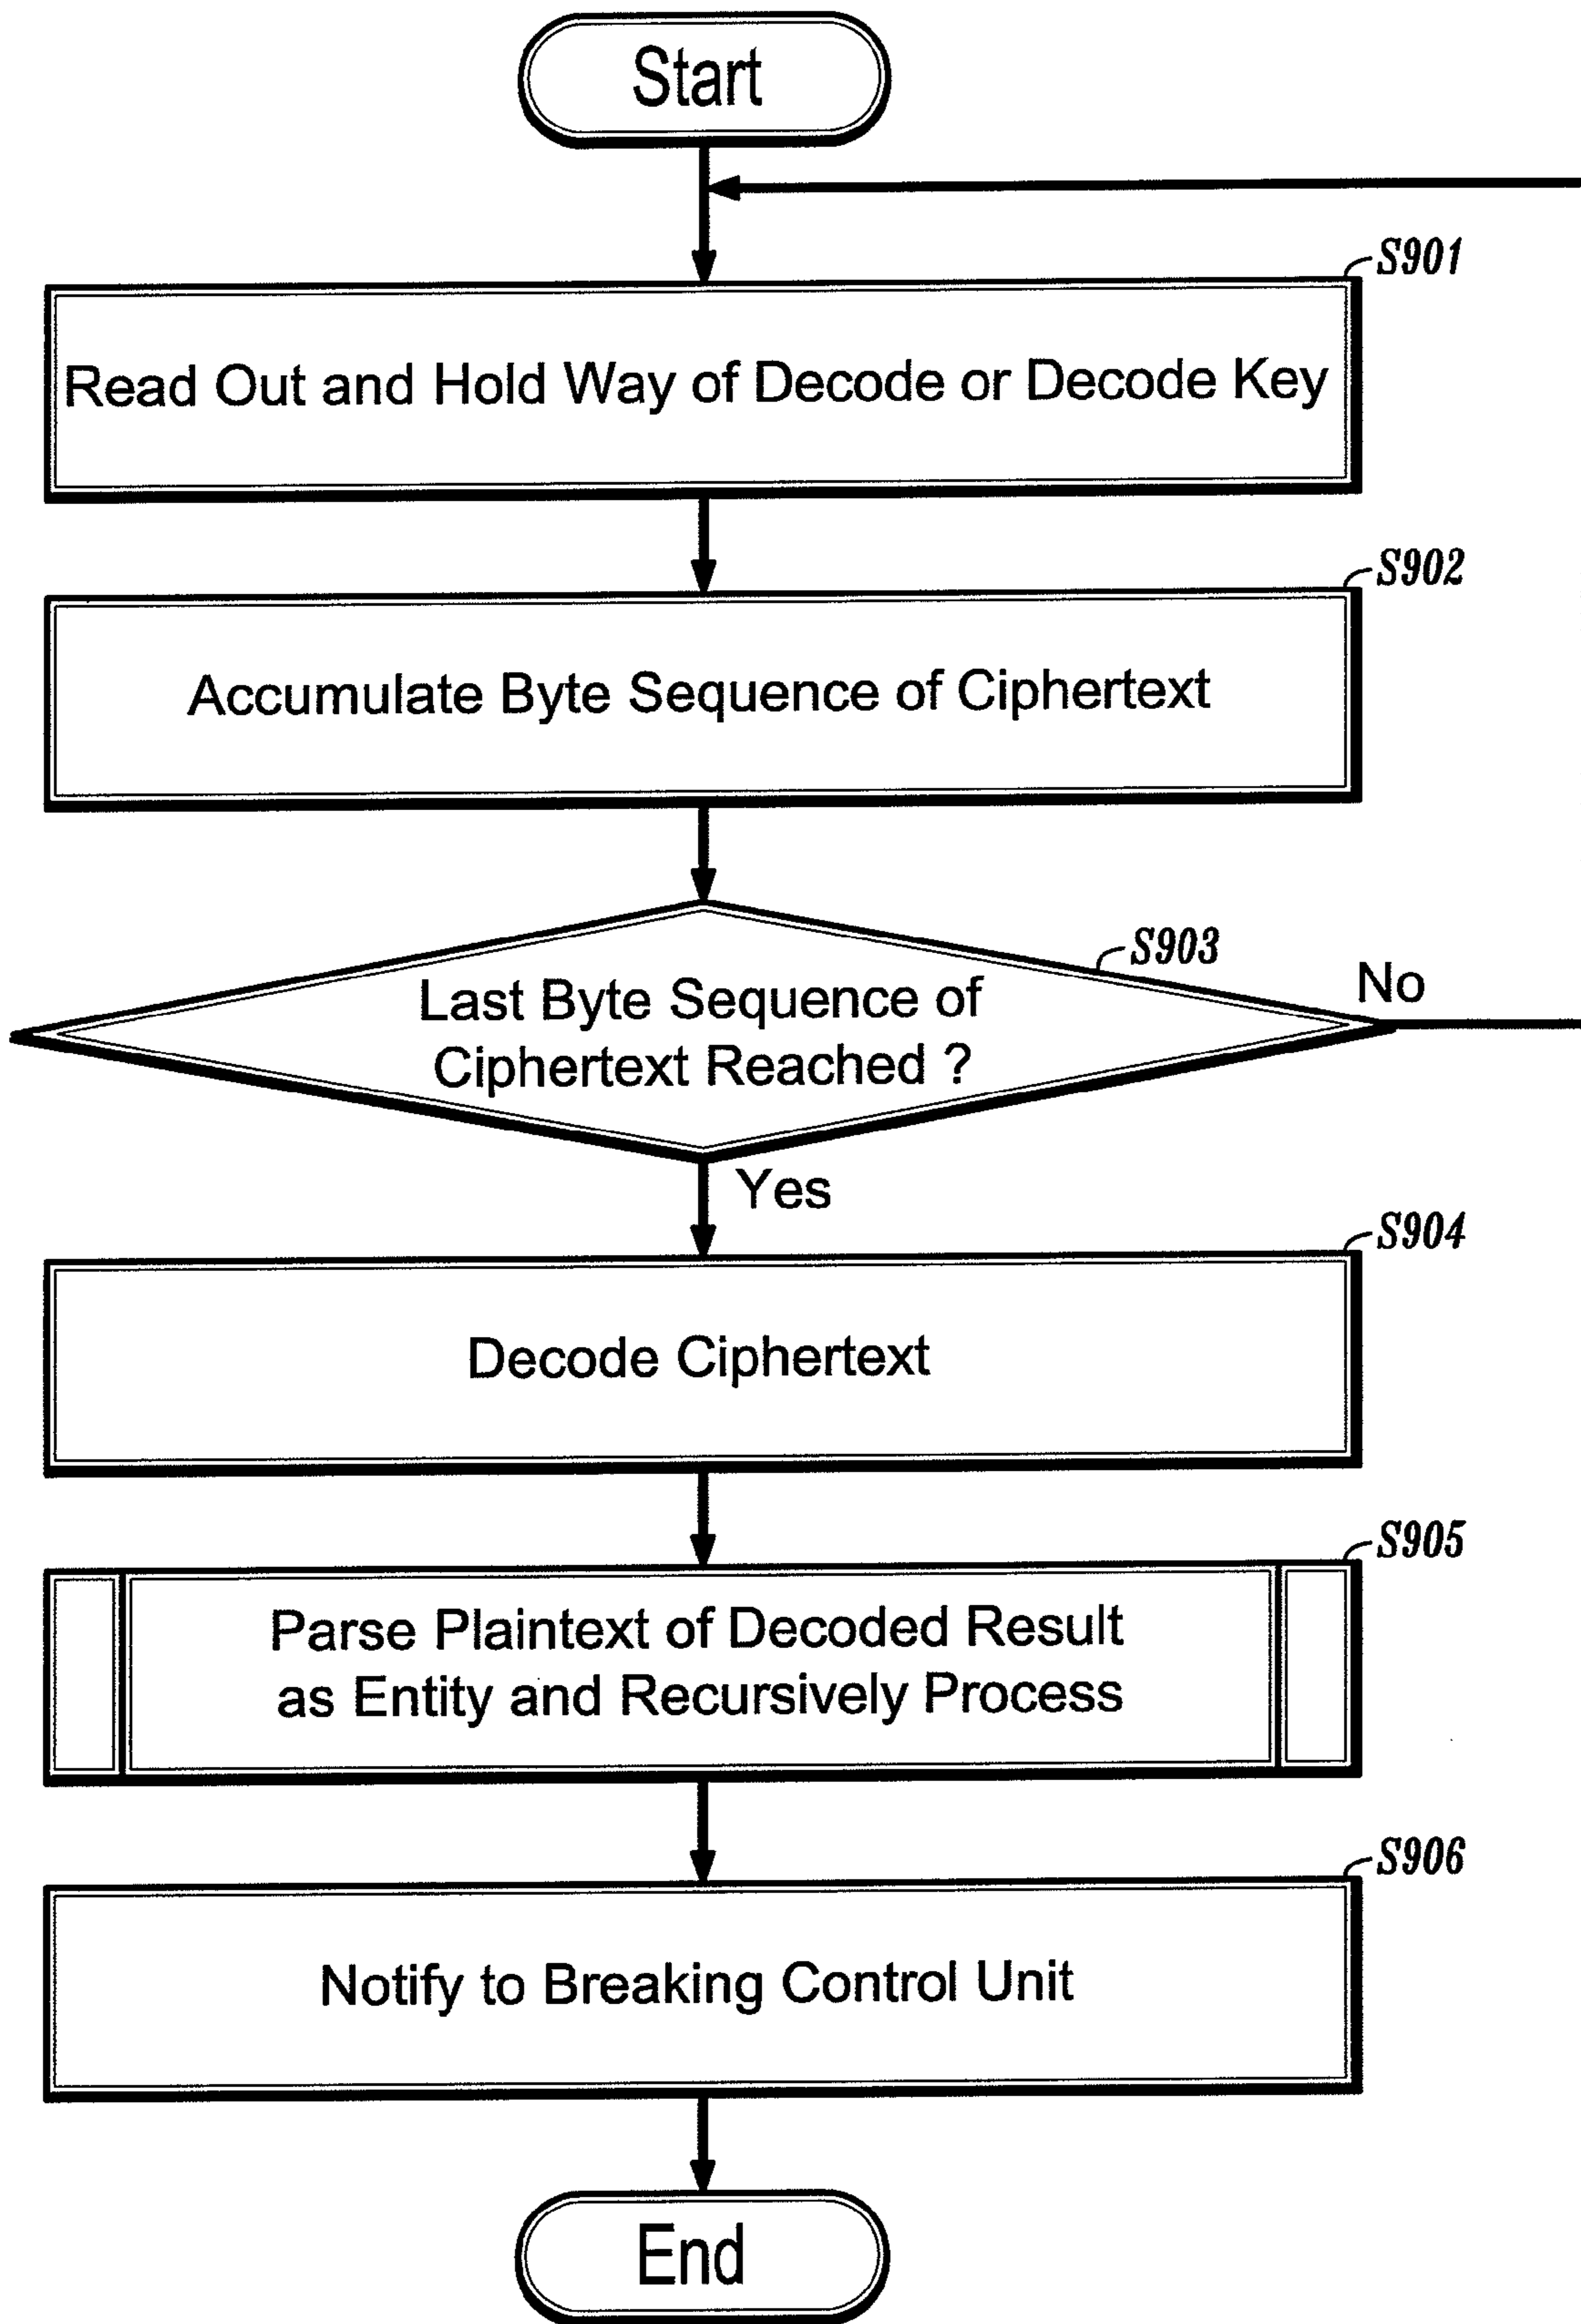 Start
S901
Read Out and Hold Way of Decode or Decode Key
S902
Accumulate Byte Sequence of Ciphertext
S903
Last Byte Sequence of
Ciphertext Reached ?
No
Yes
S904
Decode Ciphertext
S905
Parse Plaintext of Decoded Result
as Entity and Recursively Process
S906
Notify to Breaking Control Unit
End